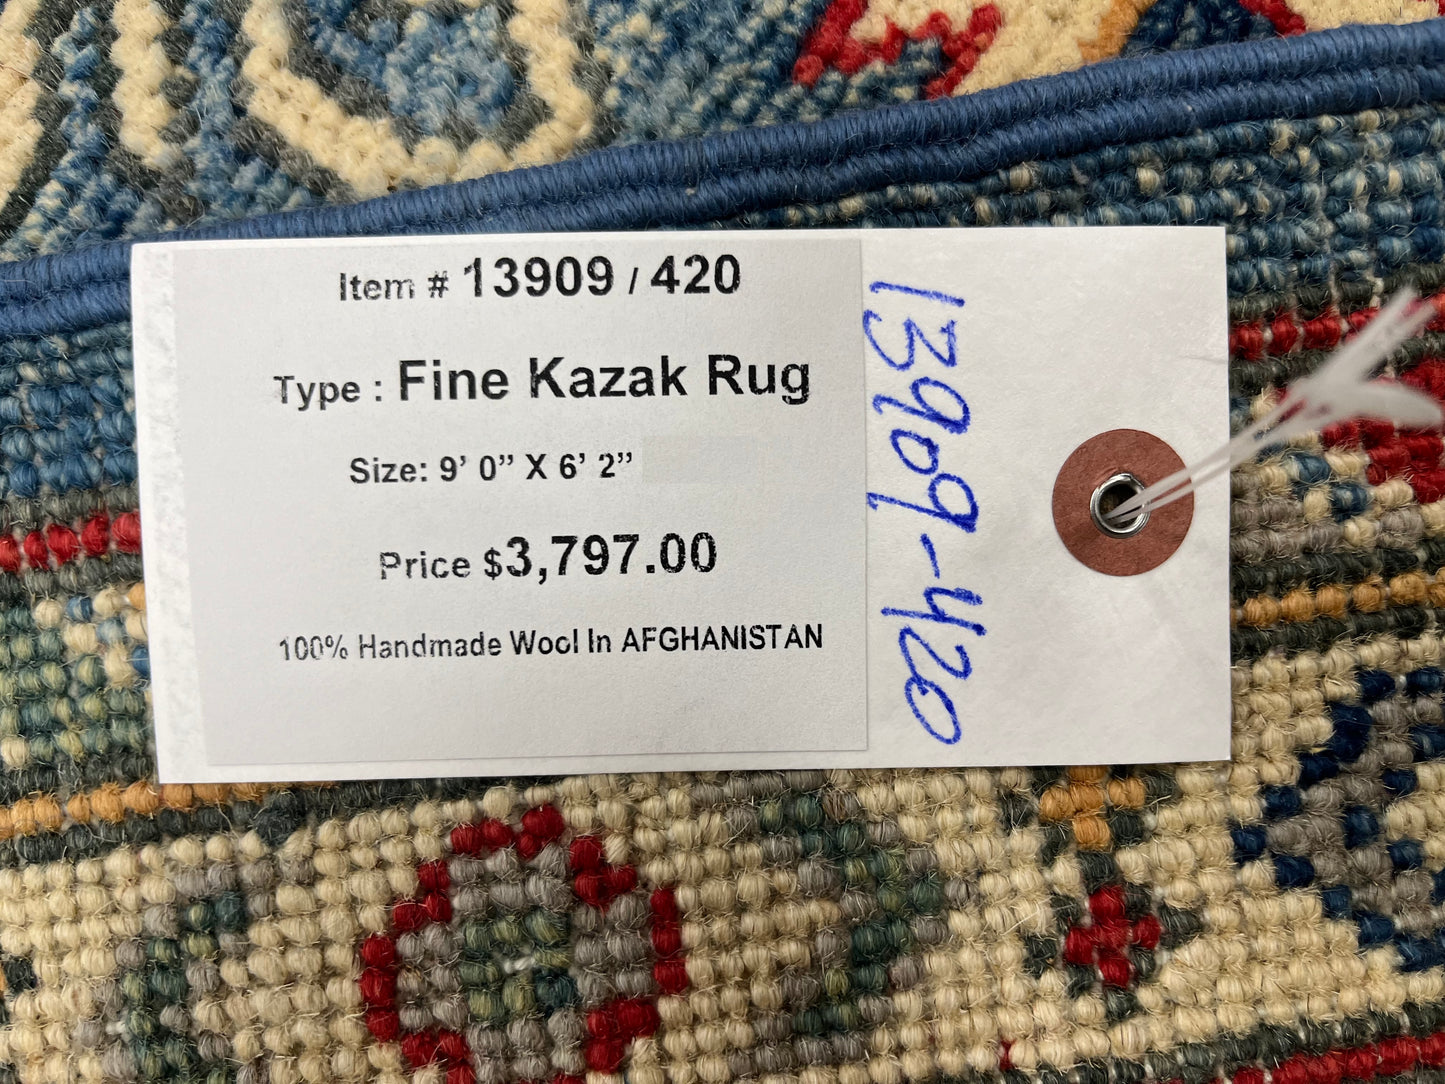 Item # 13909 / 420
Type : Fine Kazak Rug
Size: 9’ 0” X 6’ 2”
Price $3,797.00
100% Handmade Wool In AFGHANISTAN
13909-420